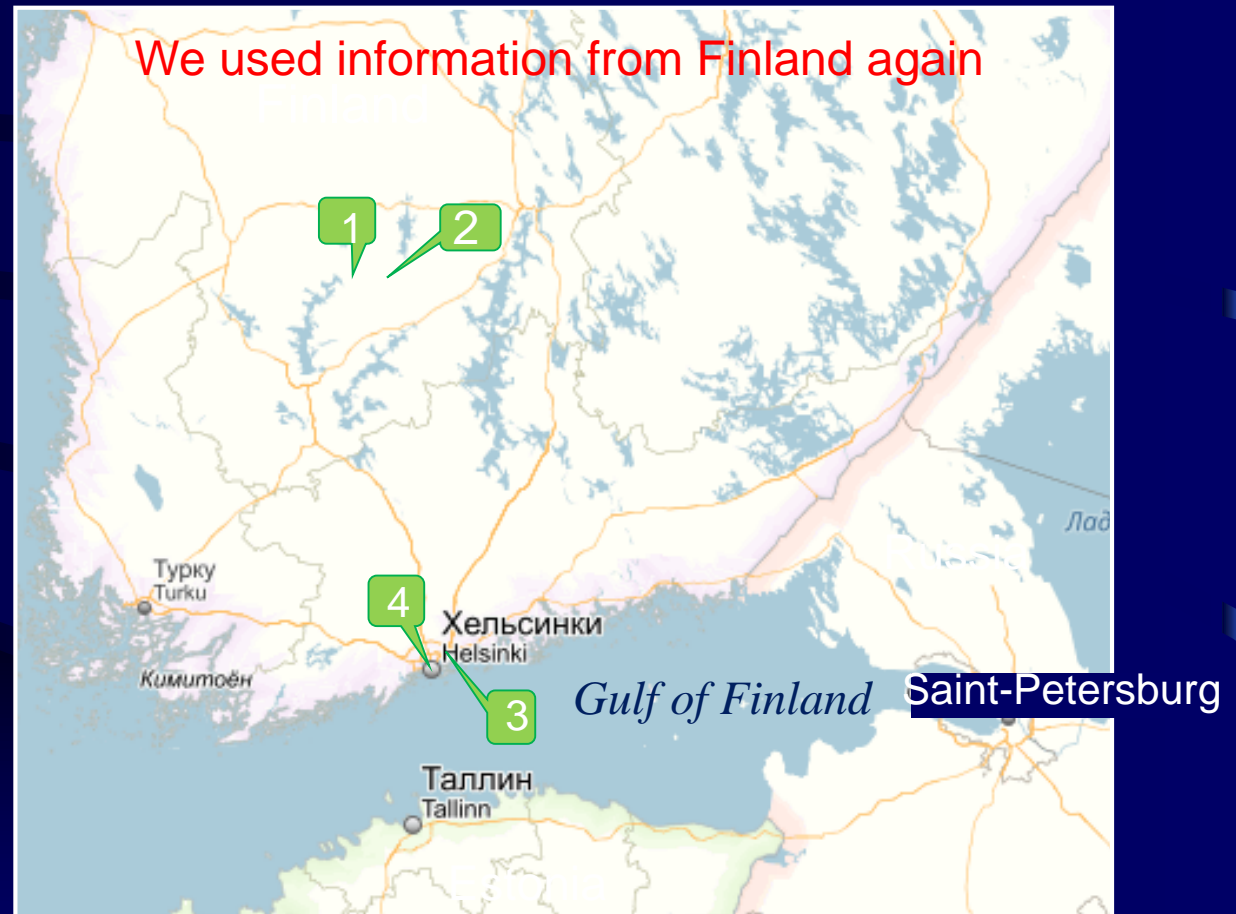 We used information from Finland again
Finland
1
2
Лад
Турку
Turku
4
Хельсинки
Helsinki
Кимитоён
3
Gulf of Finland
Saint-Petersburg
Таллин
Tallinn